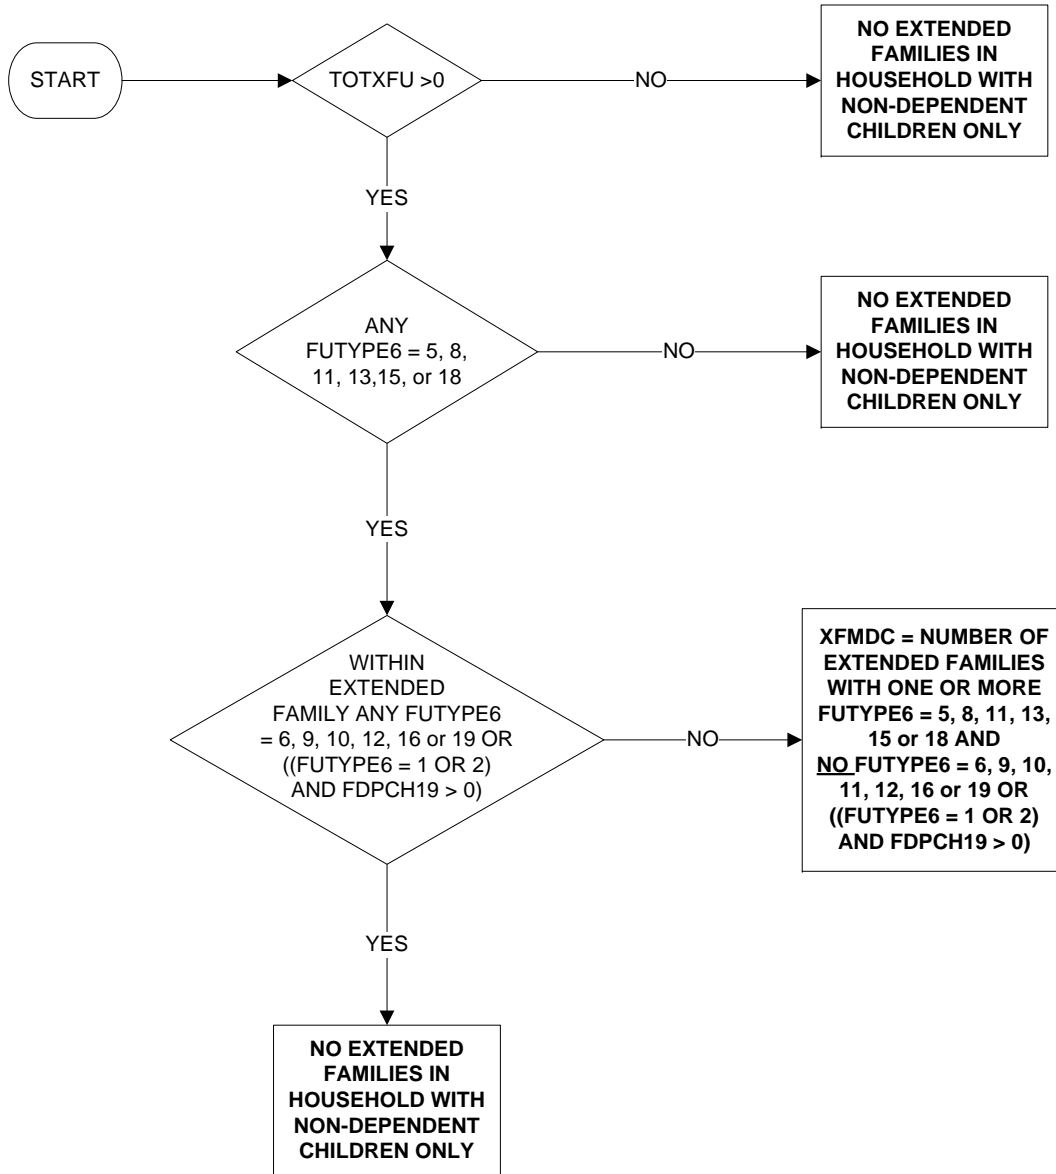 START
TOTXFU >0
NO
NO EXTENDED
FAMILIES IN
HOUSEHOLD WITH
NON-DEPENDENT
CHILDREN ONLY
YES
ANY
FUTYPE6 = 5, 8,
11, 13,15, or 18
NO
NO EXTENDED
FAMILIES IN
HOUSEHOLD WITH
NON-DEPENDENT
CHILDREN ONLY
YES
WITHIN
EXTENDED
FAMILY ANY FUTYPE6
= 6, 9, 10, 12, 16 or 19 OR
((FUTYPE6 = 1 OR 2)
AND FDPCH19 > 0)
NO
XFMDC = NUMBER OF
EXTENDED FAMILIES
WITH ONE OR MORE
FUTYPE6 = 5, 8, 11, 13,
15 or 18 AND
NO FUTYPE6 = 6, 9, 10,
11, 12, 16 or 19 OR
((FUTYPE6 = 1 OR 2)
AND FDPCH19 > 0)
YES
NO EXTENDED
FAMILIES IN
HOUSEHOLD WITH
NON-DEPENDENT
CHILDREN ONLY